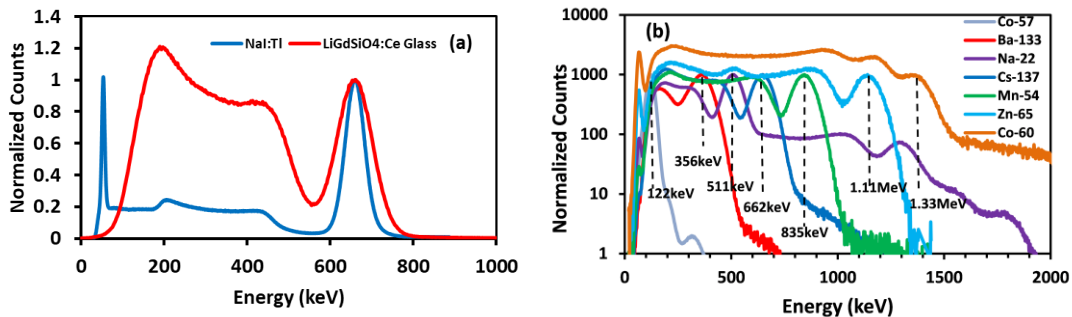 (a)
NaI:Tl
LiGdSiO4:Ce Glass
Normalized Counts
1.4
1.2
1
0.8
0.6
0.4
0.2
0
0 200 400 600 800 1000
Energy (keV)
(b)
Co-57
Ba-133
Na-22
Cs-137
Mn-54
Zn-65
Co-60
Normalized Counts
10000
1000
100
10
1
122keV
356keV
511keV
662keV
835keV
1.11MeV
1.33MeV
0 500 1000 1500 2000
Energy (keV)